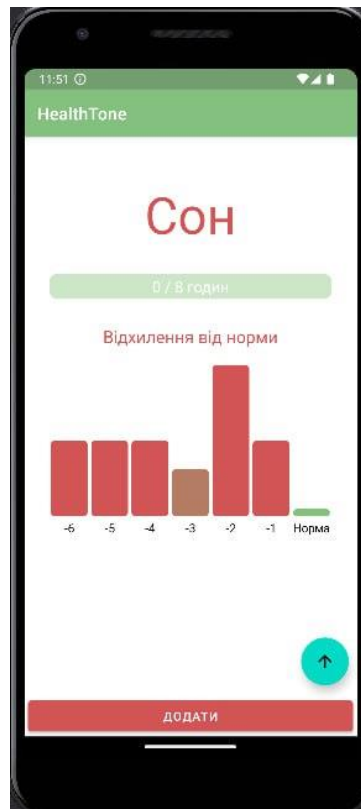 11:51
HealthTone
Сон
0 / 8 годин
Відхилення від норми
-6 -5 -4 -3 -2 -1 Норма
ДОДАТИ